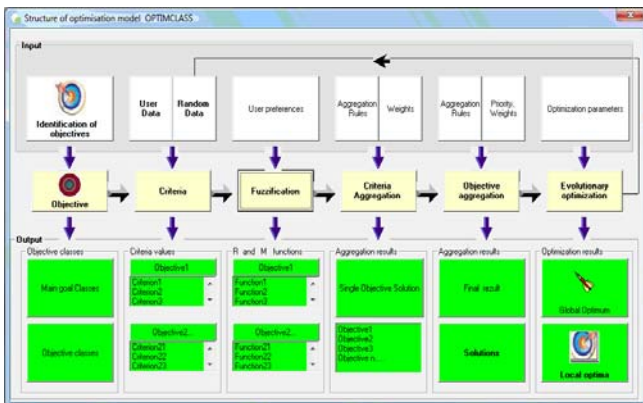 Structure of optimisation model OPTIMCLASS
Input
Identification of objectives
User Data
Random Data
User preferences
Aggregation Rules
Weights
Aggregation Rules
Priority, Weights
Optimization parameters
Objective
Criteria
Fuzzification
Criteria Aggregation
Objective aggregation
Evolutionary optimization
Output
Objective classes
Criteria values
R and M functions
Aggregation results
Aggregation results
Optimization results
Main goal Classes
Objective1
Criterion1
Criterion2
Criterion3
Objective1
Function1
Function2
Function3
Single Objective Solution
Final result
Global Optimum
Objective classes
Objective2...
Criterion21
Criterion22
Criterion23
Objective2...
Function21
Function22
Function23
Objective1
Objective2
Objective3
Objective n...
Solutions
Local optima